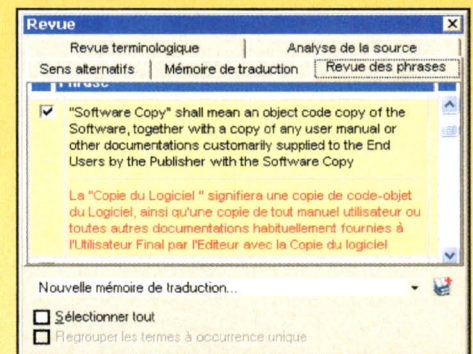 Revue
Revue terminologique Analyse de la source
Sens alternatifs Mémoire de traduction Revue des phrases
Phrase
"Software Copy" shall mean an object code copy of the
Software, together with a copy of any user manual or
other documentations customarily supplied to the End
Users by the Publisher with the Software Copy
La "Copie du Logiciel " signifiera une copie de code-objet
du Logiciel, ainsi qu'une copie de tout manuel utilisateur ou
toutes autres documentations habituellement fournies à
l'Utilisateur Final par l'Editeur avec la Copie du logiciel
Nouvelle mémoire de traduction...
Sélectionner tout
Regrouper les termes à occurrence unique